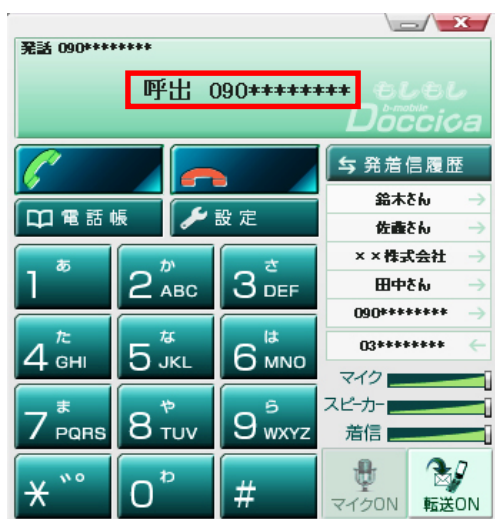 発話 090********
呼出 090********
もしもし
b-mobile
Doccica
発着信履歴
電話帳
設定
鈴木さん
佐藤さん
××株式会社
田中さん
090********
03********
あ
1
か
2 ABC
さ
3 DEF
た
4 GHI
な
5 JKL
は
6 MNO
ま
7 PQRS
や
8 TUV
ら
9 WXYZ
* ゛゜
わ
0
#
マイク
スピーカー
着信
マイクON
転送ON